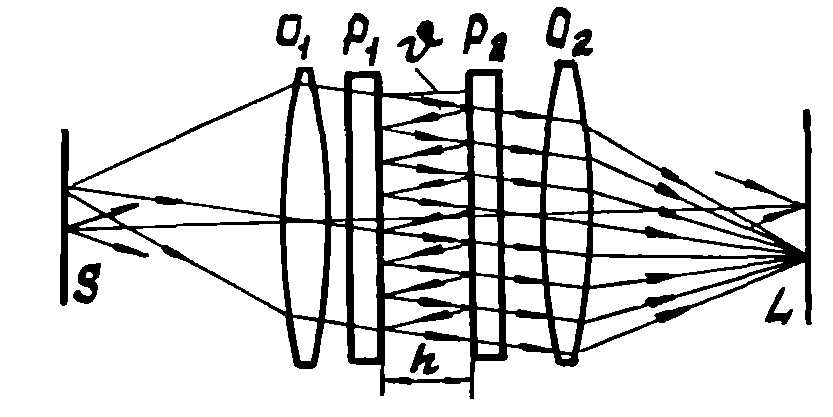 O₁ P₁ ϑ P₂ O₂
S
L
h